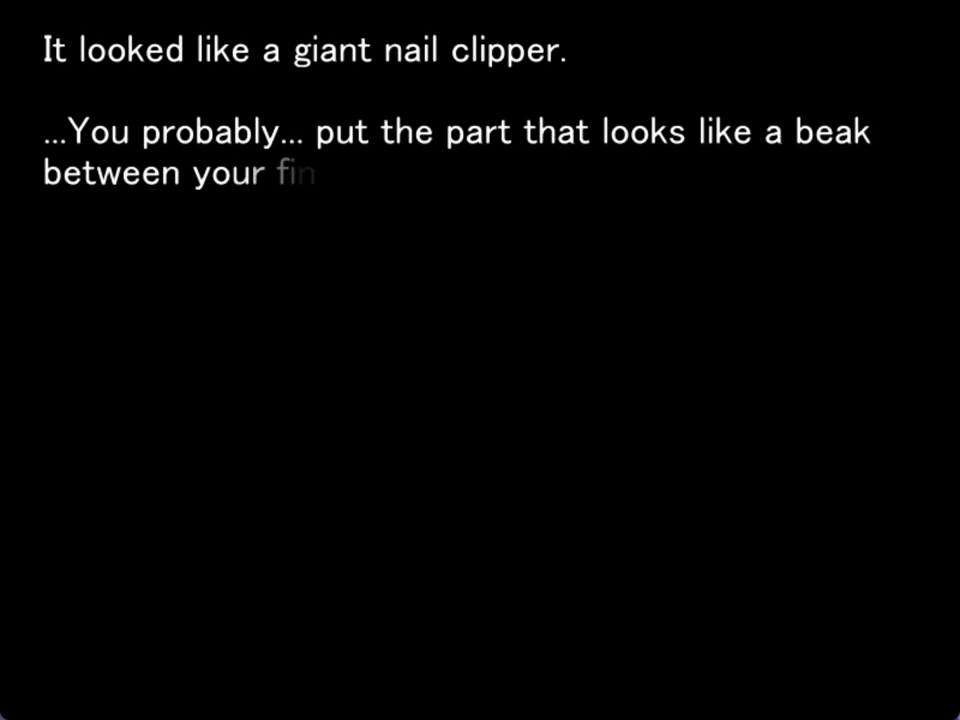 It looked like a giant nail clipper.
...You probably... put the part that looks like a beak
between your fin